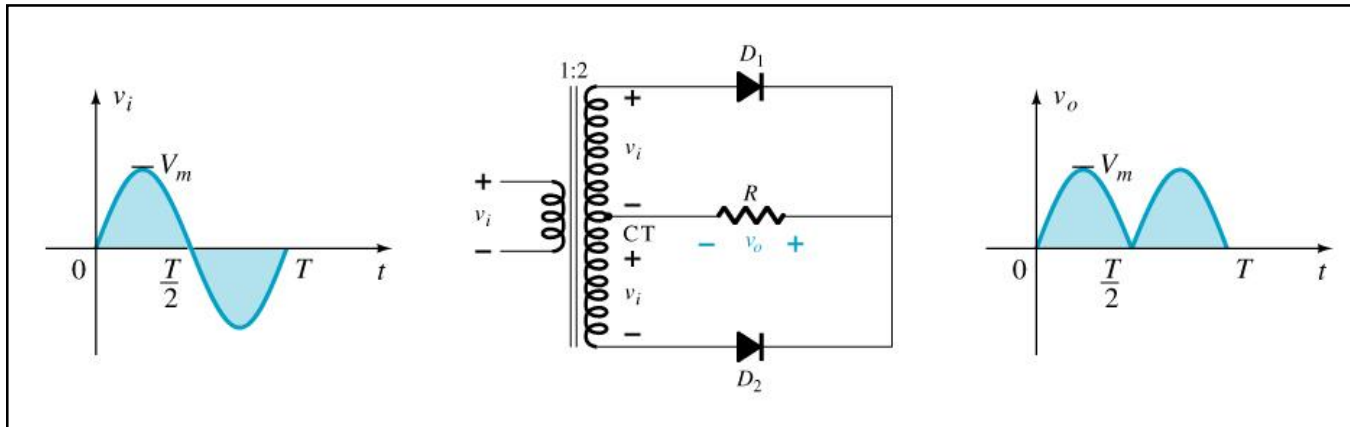 v_i
V_m
0
T/2
T
t
1:2
D_1
+
v_i
−
+
v_i
−
CT
R
− v_o +
+
v_i
−
D_2
v_o
V_m
0
T/2
T
t